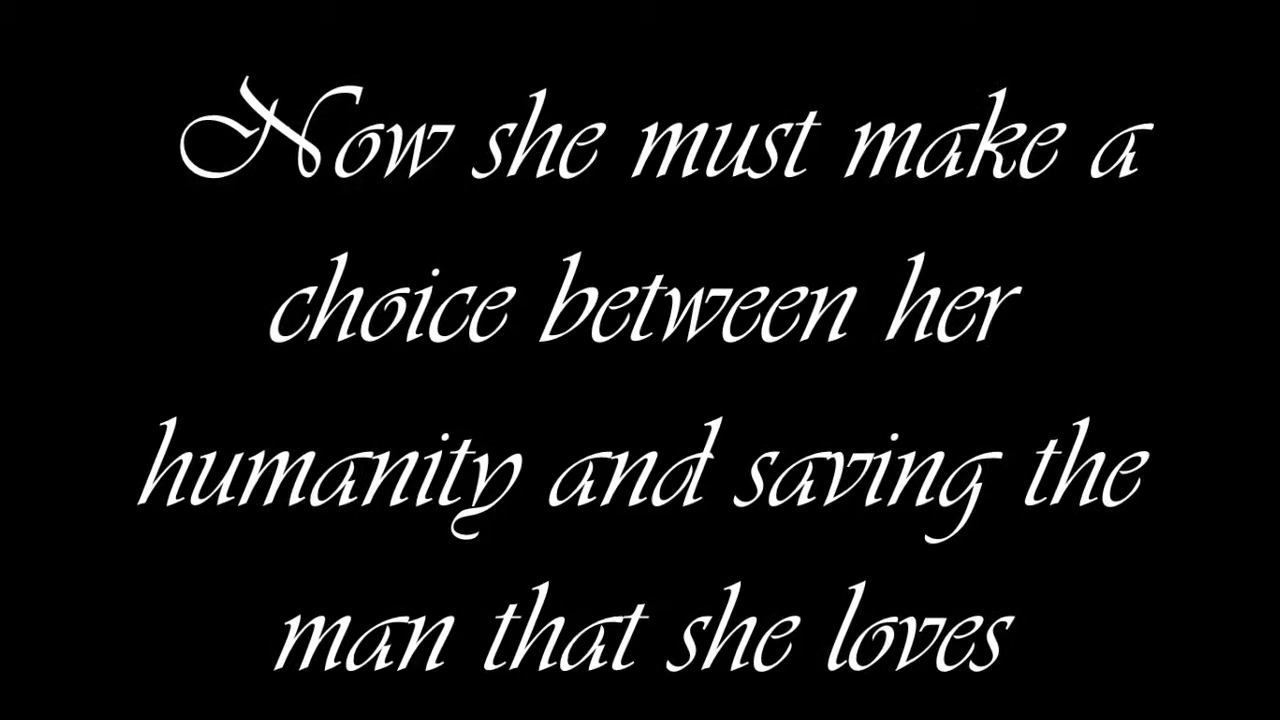 Now she must make a
choice between her
humanity and saving the
man that she loves